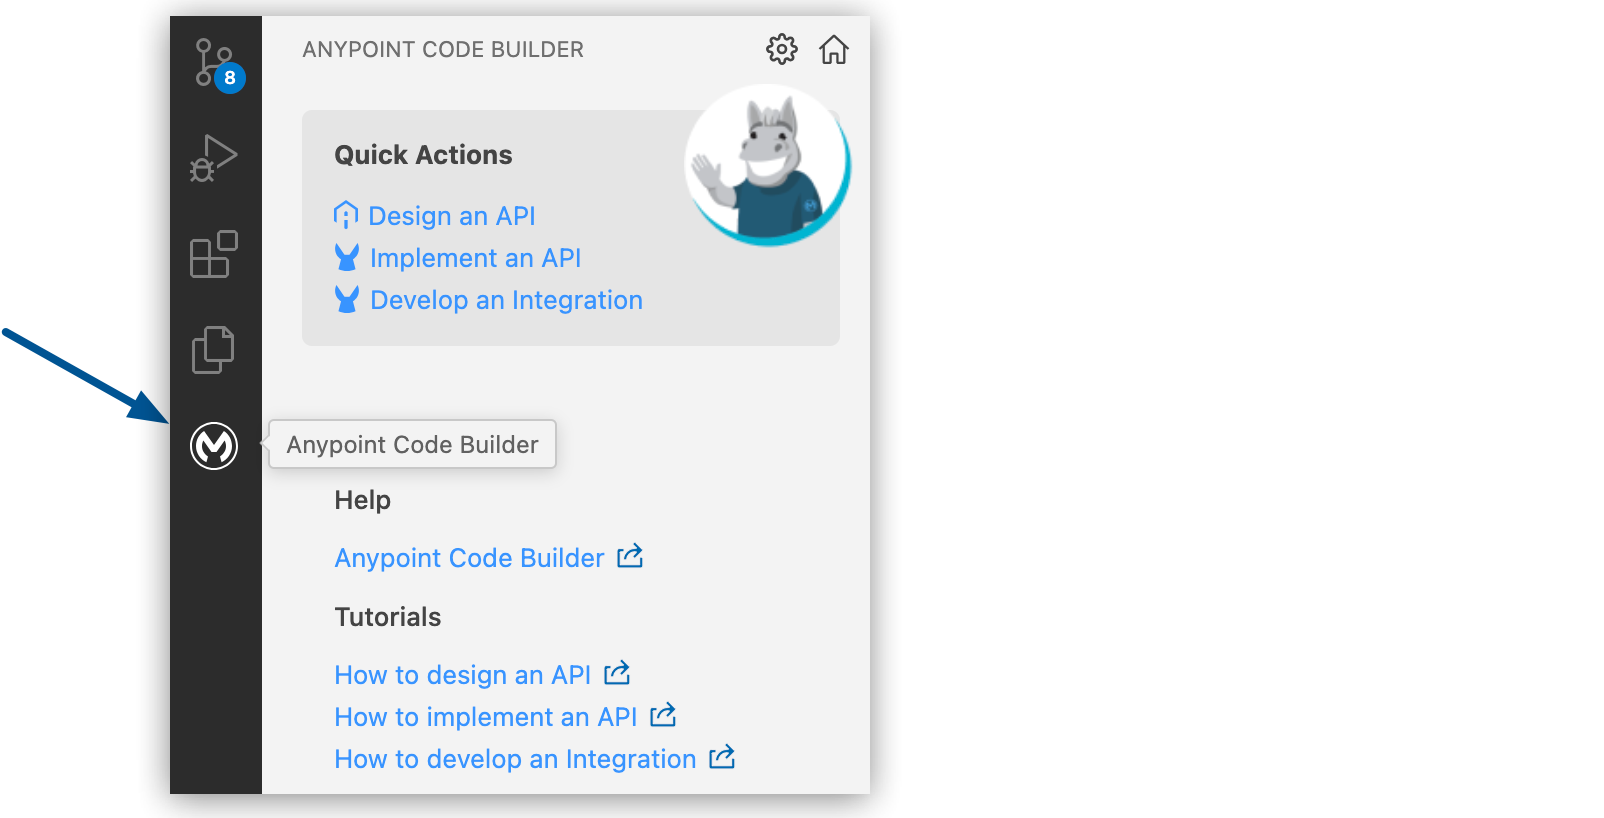 ANYPOINT CODE BUILDER
8
Quick Actions
Design an API
Implement an API
Develop an Integration
Anypoint Code Builder
Help
Anypoint Code Builder
Tutorials
How to design an API
How to implement an API
How to develop an Integration